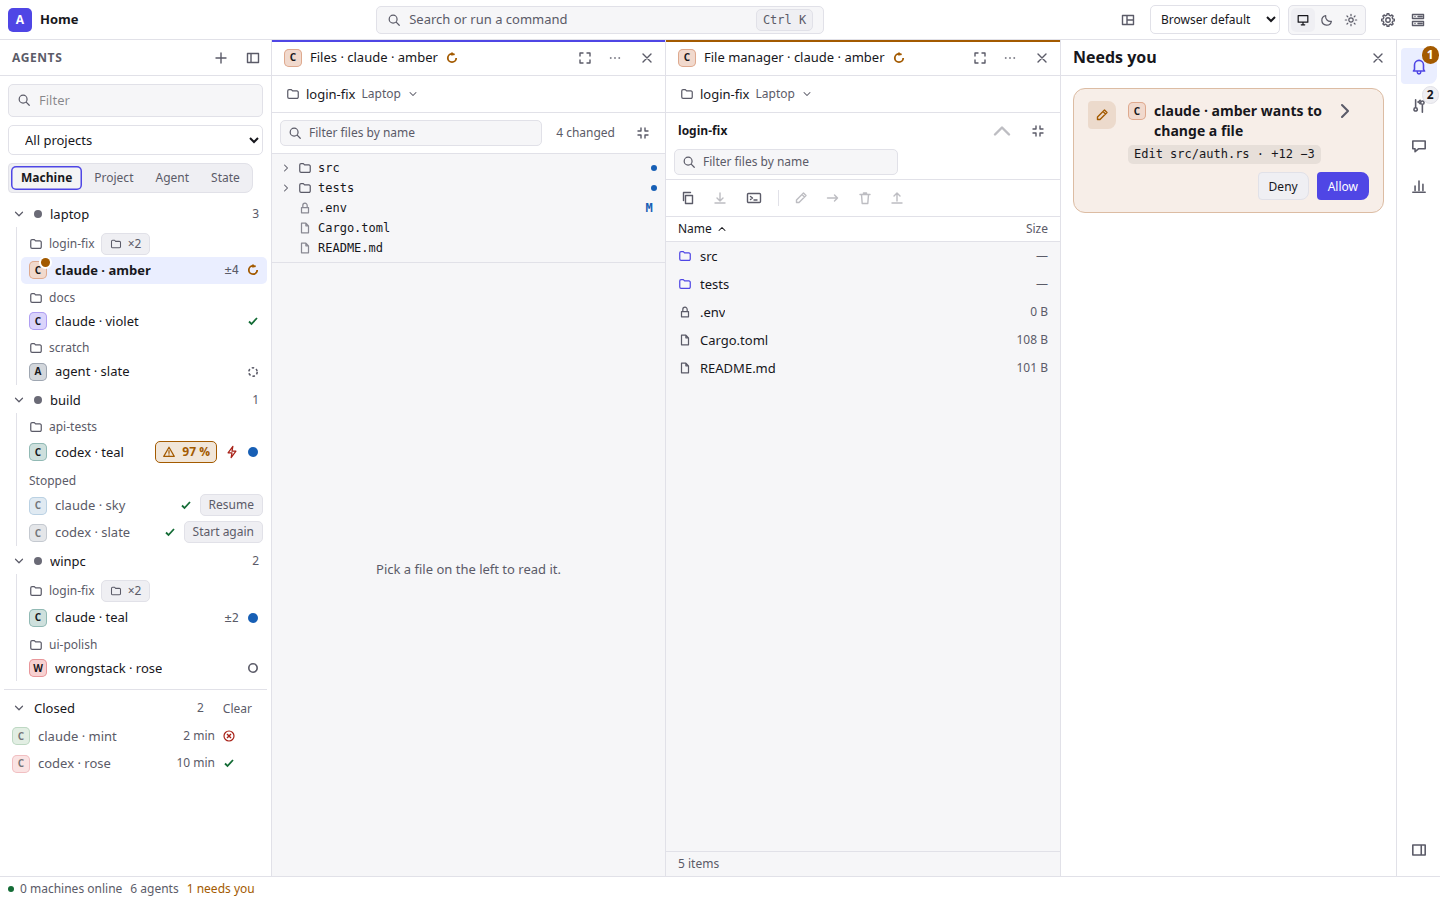 A Home
Search or run a command
Ctrl K
Browser default
AGENTS
Filter
All projects
Machine
Project
Agent
State
laptop 3
login-fix ×2
C claude · amber ±4
docs
C claude · violet
scratch
A agent · slate
build 1
api-tests
C codex · teal 97 %
Stopped
C claude · sky Resume
C codex · slate Start again
winpc 2
login-fix ×2
C claude · teal ±2
ui-polish
W wrongstack · rose
Closed 2 Clear
C claude · mint 2 min
C codex · rose 10 min
C Files · claude · amber
login-fix Laptop
Filter files by name
4 changed
src
tests
.env M
Cargo.toml
README.md
Pick a file on the left to read it.
C File manager · claude · amber
login-fix Laptop
login-fix
Filter files by name
Name Size
src —
tests —
.env 0 B
Cargo.toml 108 B
README.md 101 B
5 items
Needs you
C claude · amber wants to
change a file
Edit src/auth.rs · +12 −3
Deny
Allow
1
2
0 machines online 6 agents 1 needs you